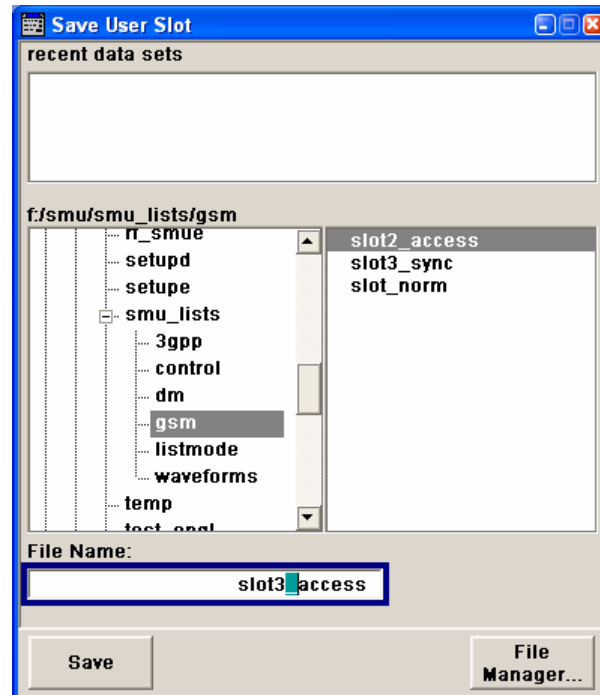 Save User Slot
recent data sets
f:/smu/smu_lists/gsm
setupd
setupe
smu_lists
3gpp
control
dm
gsm
listmode
waveforms
temp
slot2_access
slot3_sync
slot_norm
File Name:
slot3_access
Save
File
Manager...